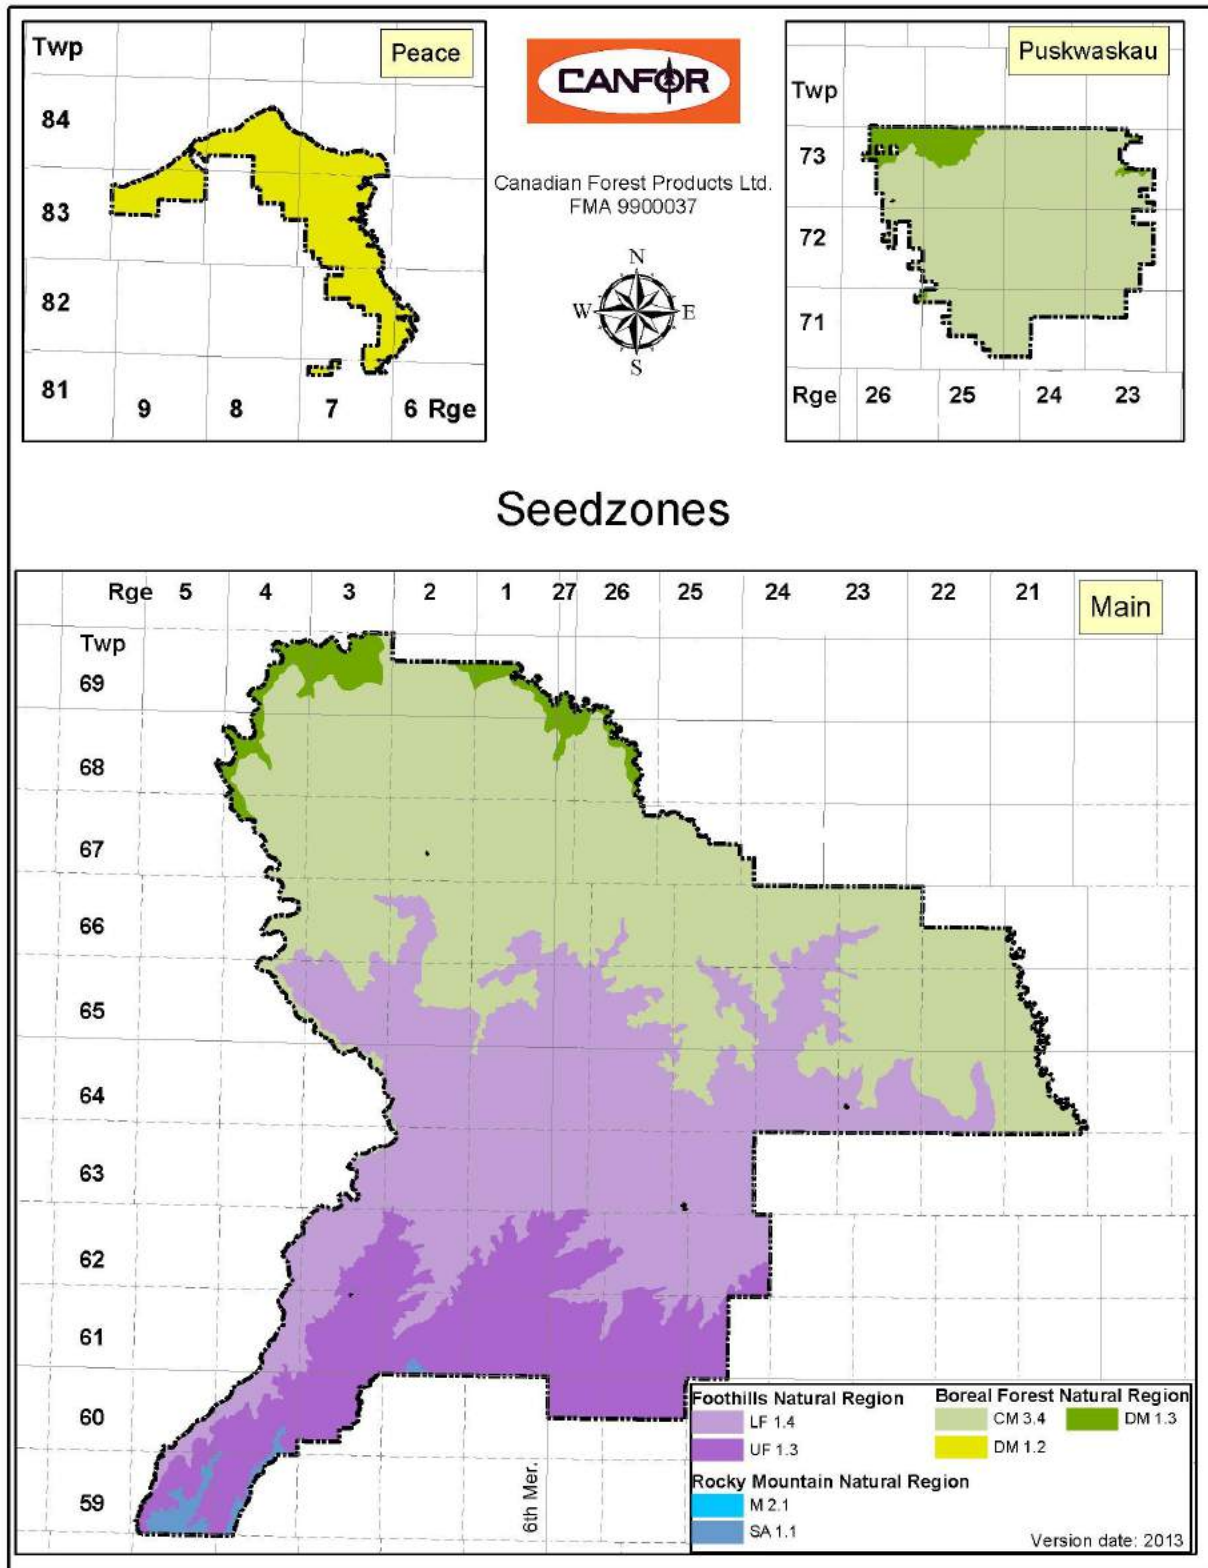 Twp
Peace
84
83
82
81
9 8 7 6 Rge
CANFOR
Canadian Forest Products Ltd.
FMA 9900037
N
W E
S
Puskwaskau
Twp
73
72
71
Rge 26 25 24 23
Seedzones
Rge 5 4 3 2 1 27 26 25 24 23 22 21
Main
Twp
69
68
67
66
65
64
63
62
61
60
59
6th Mer.
Foothills Natural Region
LF 1.4
UF 1.3
Rocky Mountain Natural Region
M 2.1
SA 1.1
Boreal Forest Natural Region
CM 3.4 DM 1.3
DM 1.2
Version date: 2013